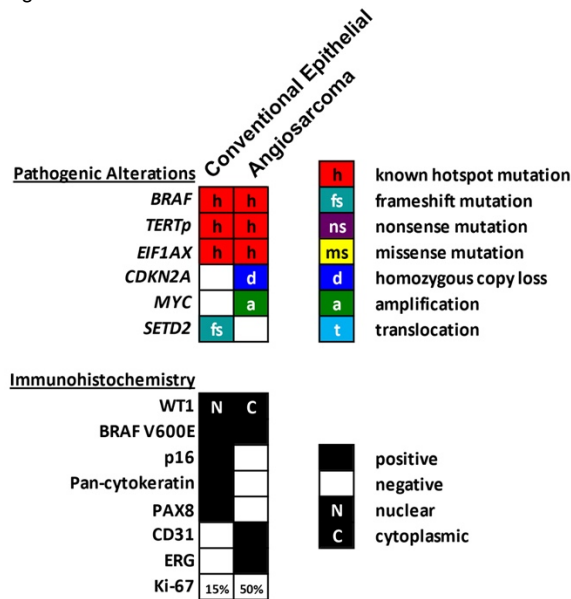 Conventional Epithelial
Angiosarcoma
Pathogenic Alterations
BRAF h h
TERTp h h
EIF1AX h h
CDKN2A d
MYC a
SETD2 fs
h known hotspot mutation
fs frameshift mutation
ns nonsense mutation
ms missense mutation
d homozygous copy loss
a amplification
t translocation
Immunohistochemistry
WT1 N C
BRAF V600E
p16
Pan-cytokeratin
PAX8
CD31
ERG
Ki-67 15% 50%
positive
negative
N nuclear
C cytoplasmic